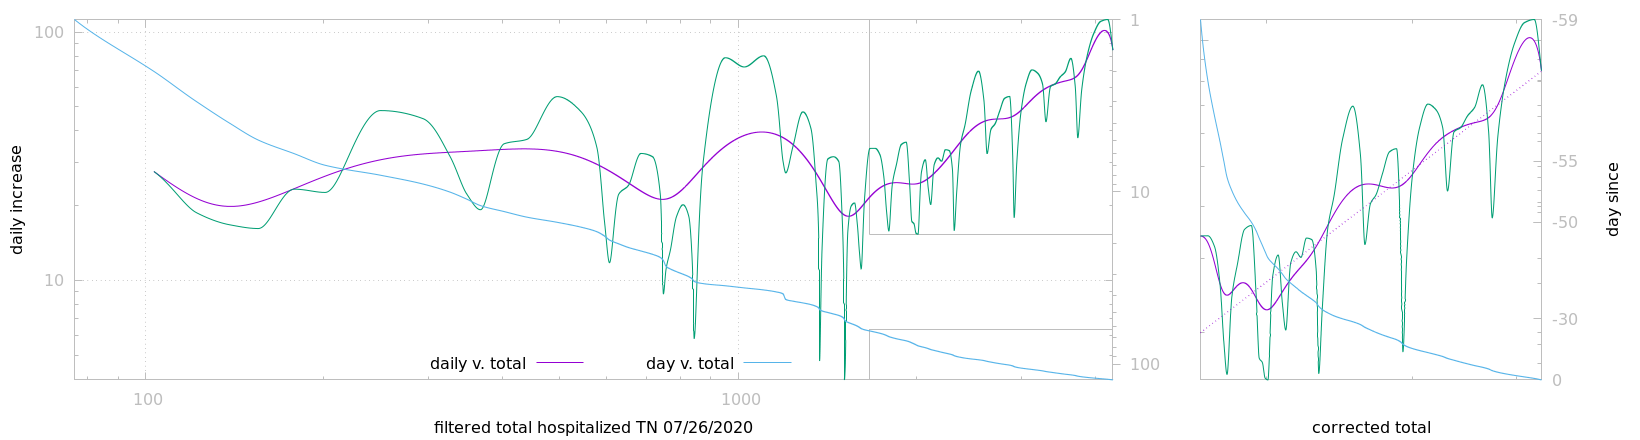 100
10
daily increase
daily v. total
day v. total
100
1000
filtered total hospitalized TN 07/26/2020
1
10
100
-59
-55
-50
-30
0
day since
corrected total